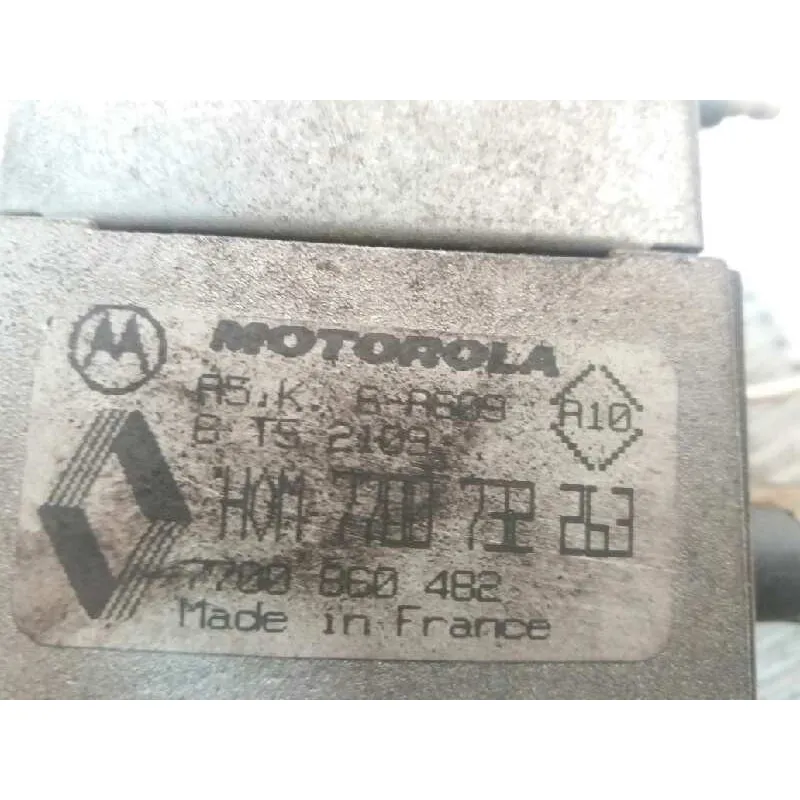 MOTOROLA
A5.K. 6-A609
A10
B T5 2109
HOM 7700 732 263
7700 860 482
Made in France